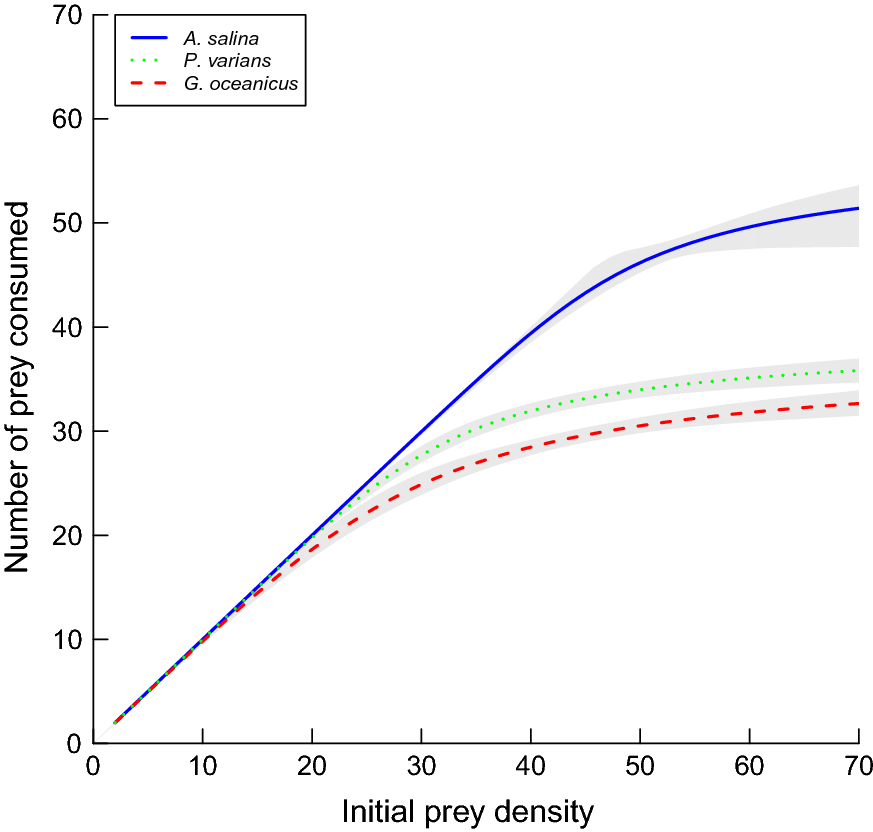 70
60
50
40
30
20
10
0
A. salina
P. varians
G. oceanicus
Number of prey consumed
0 10 20 30 40 50 60 70
Initial prey density